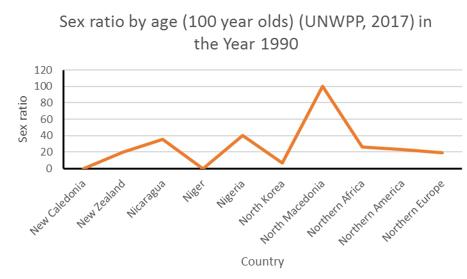 Sex ratio by age (100 year olds) (UNWPP, 2017) in
the Year 1990
120
100
80
60
40
20
0
Sex ratio
New Caledonia
New Zealand
Nicaragua
Niger
Nigeria
North Korea
North Macedonia
Northern Africa
Northern America
Northern Europe
Country